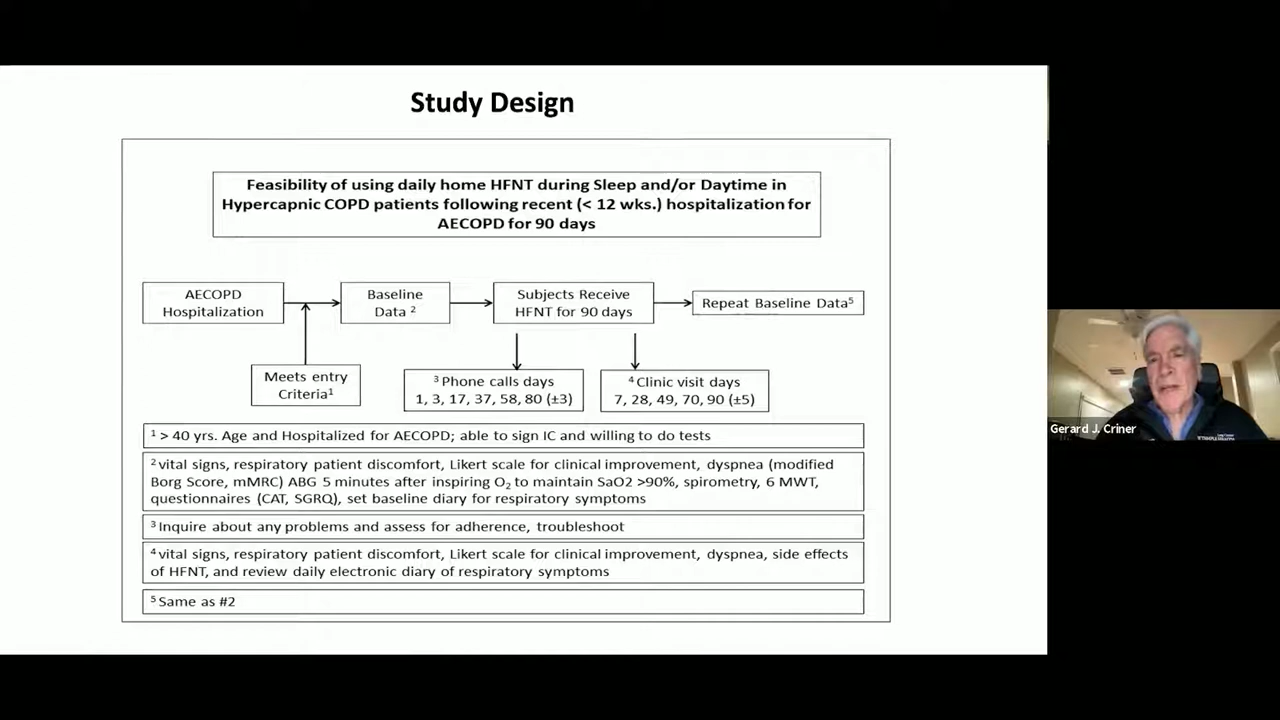 Study Design
Feasibility of using daily home HFNT during Sleep and/or Daytime in
Hypercapnic COPD patients following recent (< 12 wks.) hospitalization for
AECOPD for 90 days
AECOPD
Hospitalization
Baseline
Data ²
Subjects Receive
HFNT for 90 days
Repeat Baseline Data⁵
Meets entry
Criteria¹
³ Phone calls days
1, 3, 17, 37, 58, 80 (±3)
⁴ Clinic visit days
7, 28, 49, 70, 90 (±5)
¹ > 40 yrs. Age and Hospitalized for AECOPD; able to sign IC and willing to do tests
² vital signs, respiratory patient discomfort, Likert scale for clinical improvement, dyspnea (modified
Borg Score, mMRC) ABG 5 minutes after inspiring O₂ to maintain SaO2 >90%, spirometry, 6 MWT,
questionnaires (CAT, SGRQ), set baseline diary for respiratory symptoms
³ Inquire about any problems and assess for adherence, troubleshoot
⁴ vital signs, respiratory patient discomfort, Likert scale for clinical improvement, dyspnea, side effects
of HFNT, and review daily electronic diary of respiratory symptoms
⁵ Same as #2
Gerard J. Criner